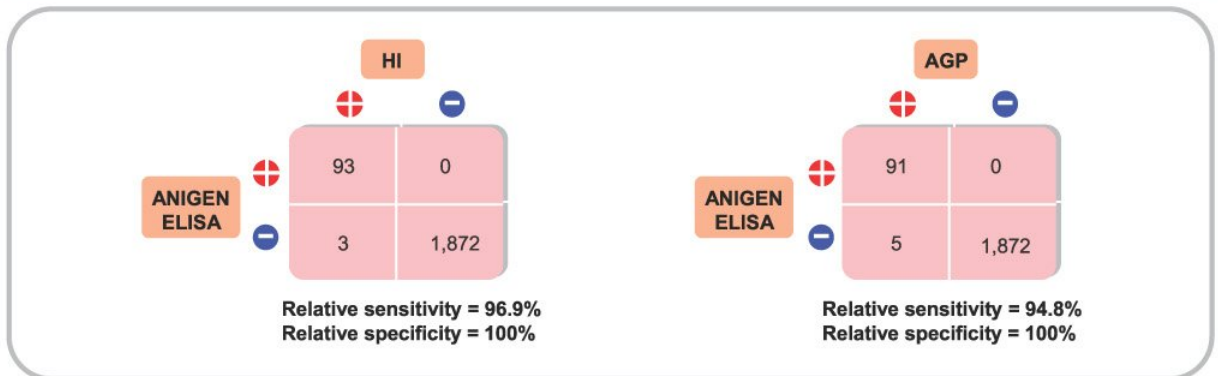 HI
93 0
ANIGEN
ELISA
3 1,872
Relative sensitivity = 96.9%
Relative specificity = 100%
AGP
91 0
ANIGEN
ELISA
5 1,872
Relative sensitivity = 94.8%
Relative specificity = 100%